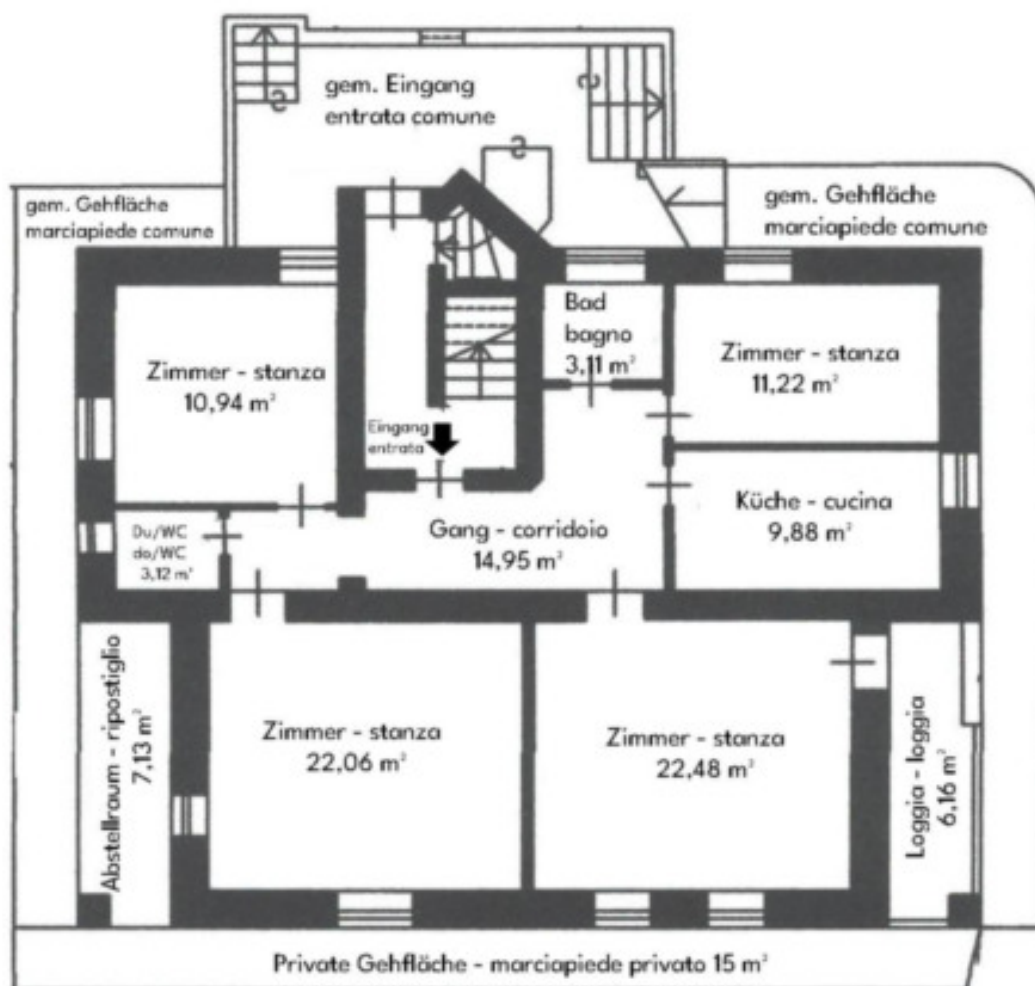 gem. Eingang
entrata comune
gem. Gehfläche
marciapiede comune
gem. Gehfläche
marciapiede comune
Zimmer - stanza
10,94 m²
Bad
bagno
3,11 m²
Zimmer - stanza
11,22 m²
Eingang
entrata
Küche - cucina
9,88 m²
Gang - corridoio
14,95 m²
Du/WC
do/WC
3,12 m²
Abstellraum - ripostiglio
7,13 m²
Zimmer - stanza
22,06 m²
Zimmer - stanza
22,48 m²
Loggia - loggia
6,16 m²
Private Gehfläche - marciapiede privato 15 m²